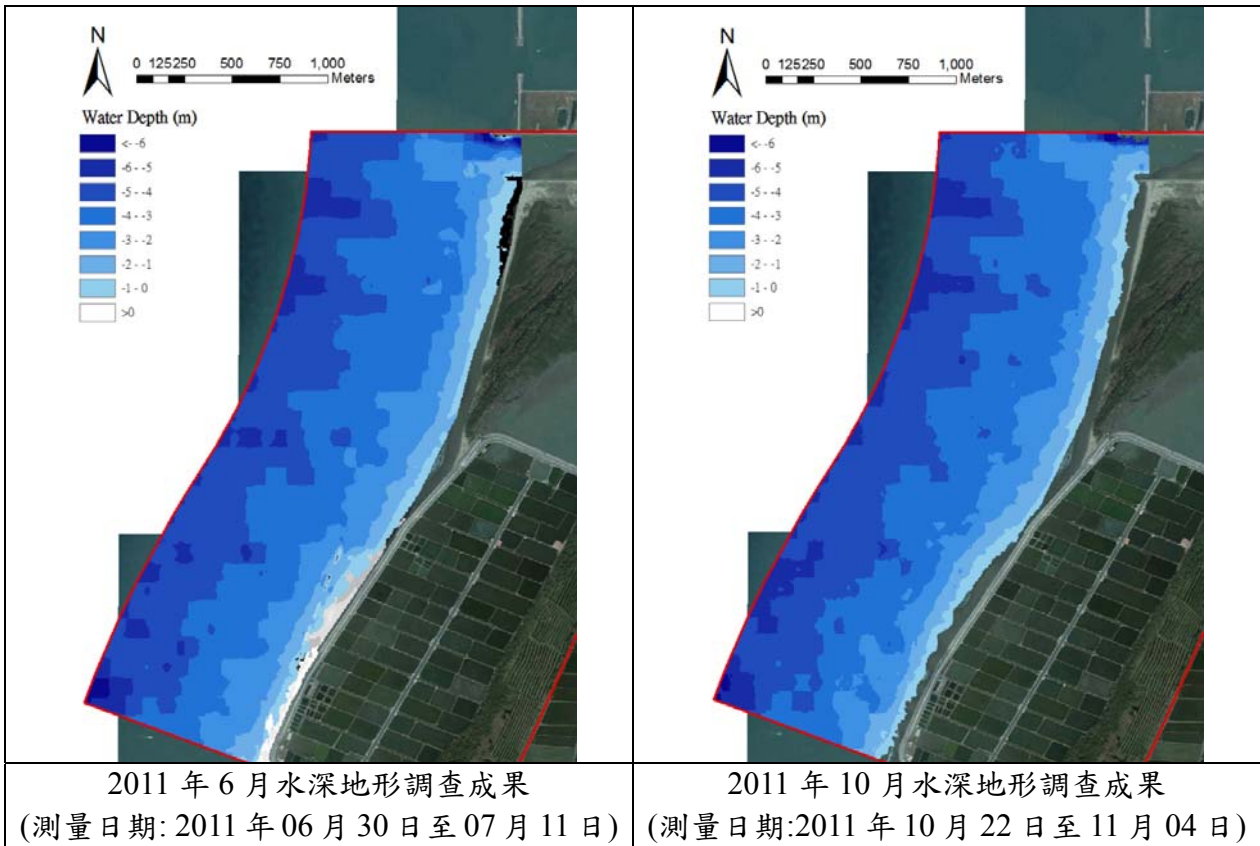 N
0 125250 500 750 1,000
Meters
Water Depth (m)
<- -6
-6 - -5
-5 - -4
-4 - -3
-3 - -2
-2 - -1
-1 - 0
>0
2011 年 6 月水深地形調查成果
(測量日期: 2011 年 06 月 30 日至 07 月 11 日)
N
0 125250 500 750 1,000
Meters
Water Depth (m)
<- -6
-6 - -5
-5 - -4
-4 - -3
-3 - -2
-2 - -1
-1 - 0
>0
2011 年 10 月水深地形調查成果
(測量日期:2011 年 10 月 22 日至 11 月 04 日)